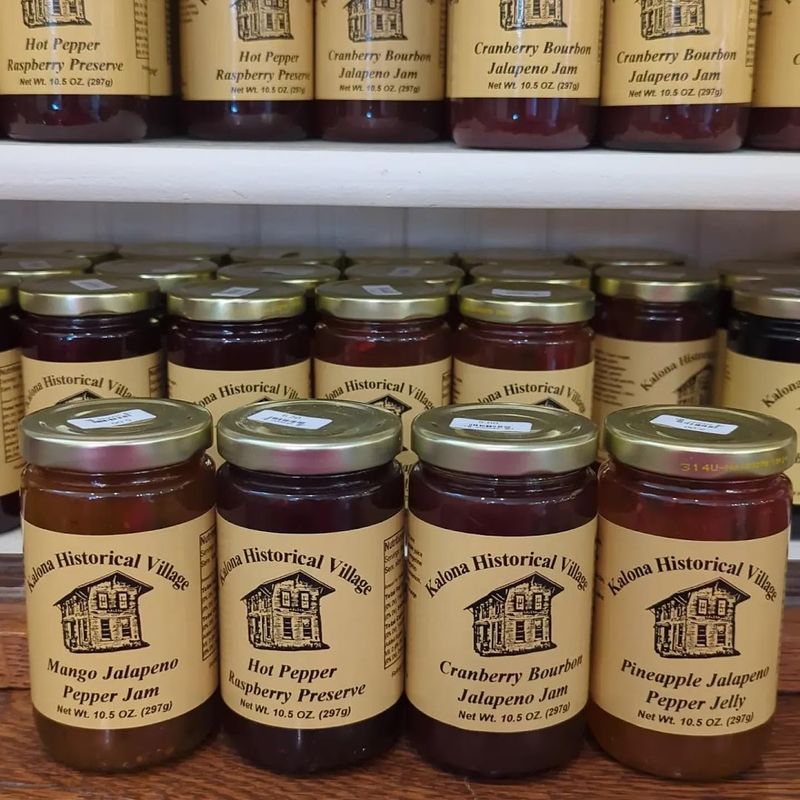 Hot Pepper
Raspberry Preserve
Net Wt. 10.5 OZ. (297g)
Hot Pepper
Raspberry Preserve
Net Wt. 10.5 OZ. (297g)
Cranberry Bourbon
Jalapeno Jam
Net Wt. 10.5 OZ. (297g)
Cranberry Bourbon
Jalapeno Jam
Net Wt. 10.5 OZ. (297g)
Cranberry Bourbon
Jalapeno Jam
Net Wt. 10.5 OZ. (297g)
Kalona Historical
Kalona Historical Village
Kalona Historical Village
Kalona Historical Village
Kalona Histo
Kalona
Kalona Historical Village
Mango Jalapeno
Pepper Jam
Net Wt. 10.5 OZ. (297g)
Kalona Historical Village
Hot Pepper
Raspberry Preserve
Net Wt. 10.5 OZ. (297g)
Kalona Historical Village
Cranberry Bourbon
Jalapeno Jam
Net Wt. 10.5 OZ. (297g)
Kalona Historical Village
Pineapple Jalapeno
Pepper Jelly
Net Wt. 10.5 OZ. (297g)